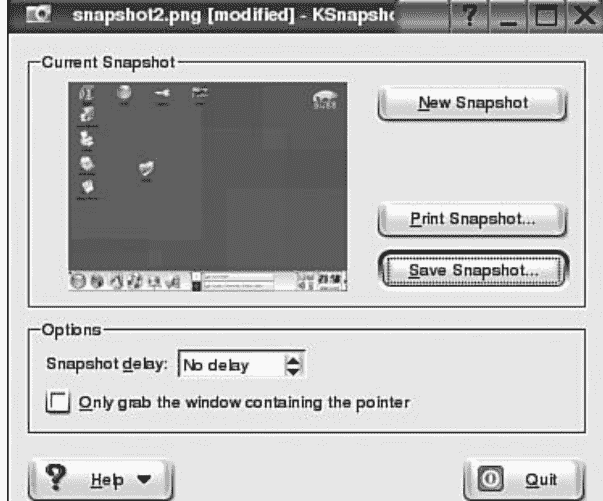 snapshot2.png [modified] - KSnapsh
Current Snapshot
New Snapshot
Print Snapshot...
Save Snapshot...
Options
Snapshot delay: No delay
Only grab the window containing the pointer
? Help
Quit